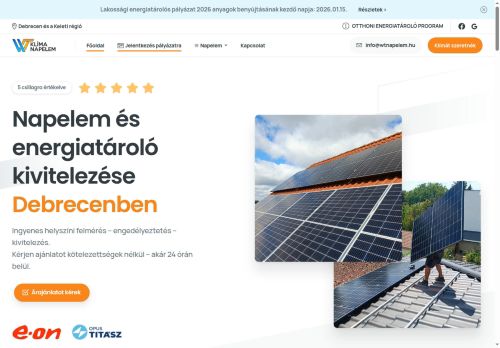 Lakossági energiatárolós pályázat 2026 anyagok benyújtásának kezdő napja: 2026.01.15. Részletek
Debrecen és a Keleti régió
OTTHONI ENERGIATÁROLÓ PROGRAM
WT KLÍMA NAPELEM
Főoldal
Jelentkezés pályázatra
Napelem
Kapcsolat
info@wtnapelem.hu
Klímát szeretnék
5 csillagra értékelve
Napelem és
energiatároló
kivitelezése
Debrecenben
Ingyenes helyszíni felmérés – engedélyeztetés –
kivitelezés.
Kérjen ajánlatot kötelezettségek nélkül – akár 24 órán
belül.
Árajánlatot kérek
e·on
OPUS TITÁSZ